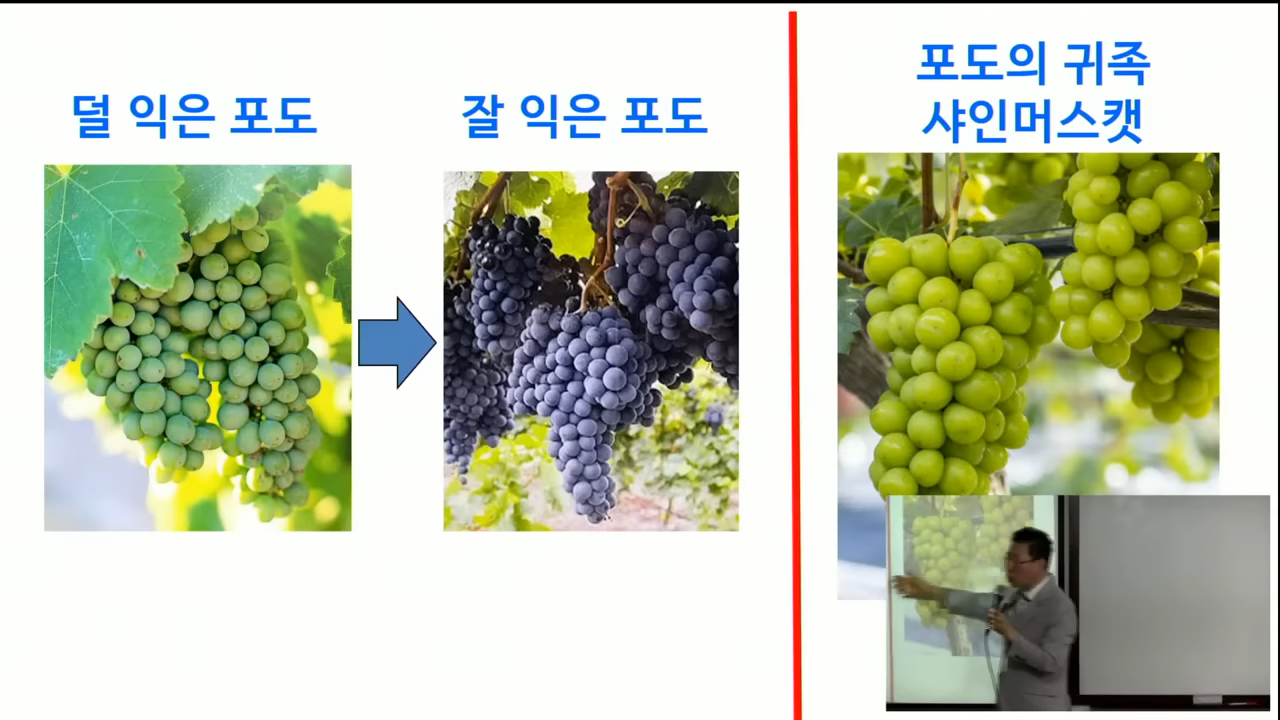 덜 익은 포도
잘 익은 포도
포도의 귀족
샤인머스캣